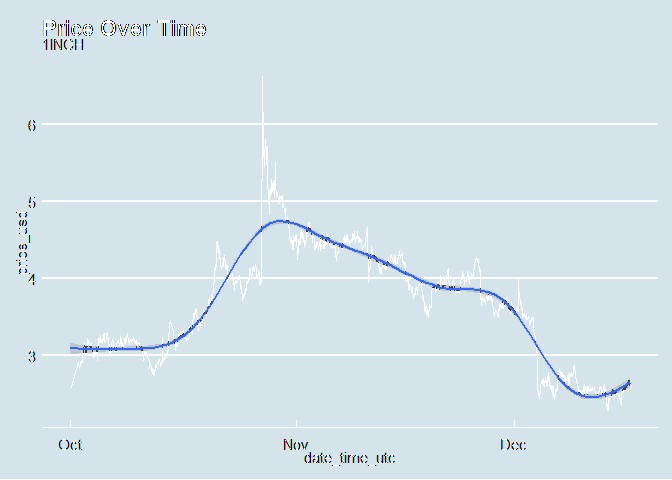 Price Over Time
1INCH
6
5
4
3
price_usd
Oct Nov Dec
date_time_utc